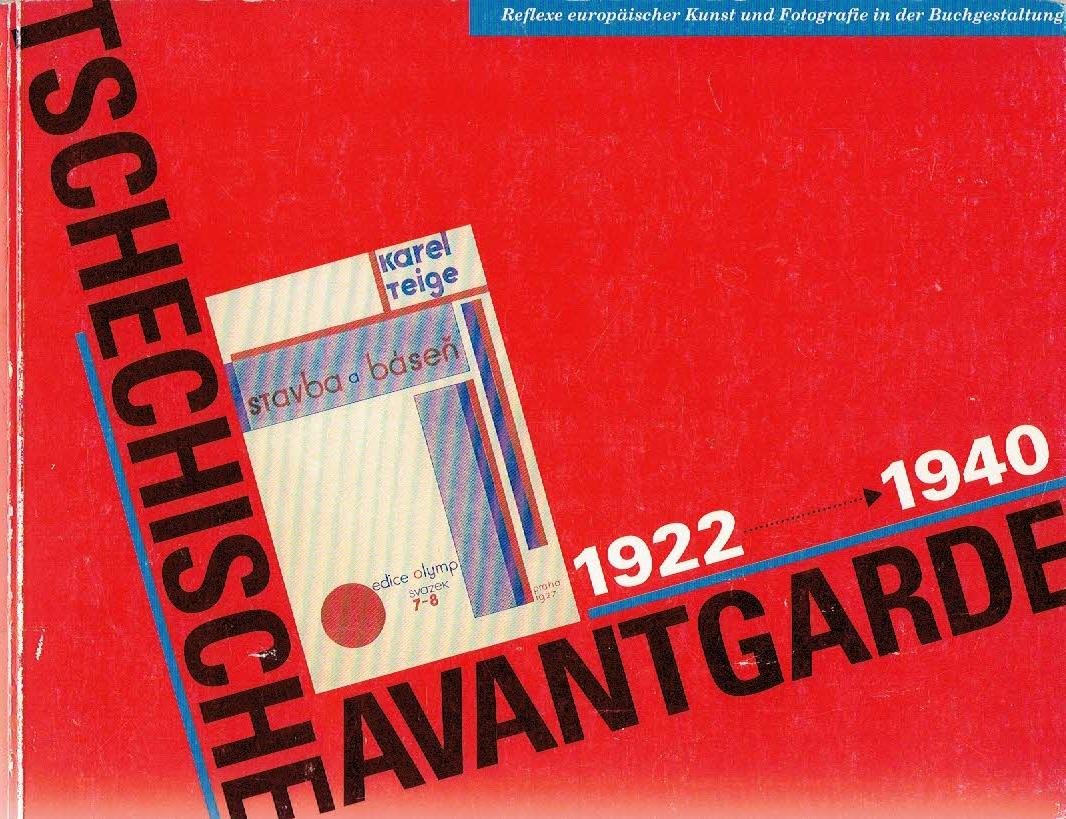 Reflexe europäischer Kunst und Fotografie in der Buchgestaltung
TSCHECHISCHE
AVANTGARDE
1922
1940
Karel
Teige
stavba a báseň
edice olymp
svazek
7-8
praha
1927